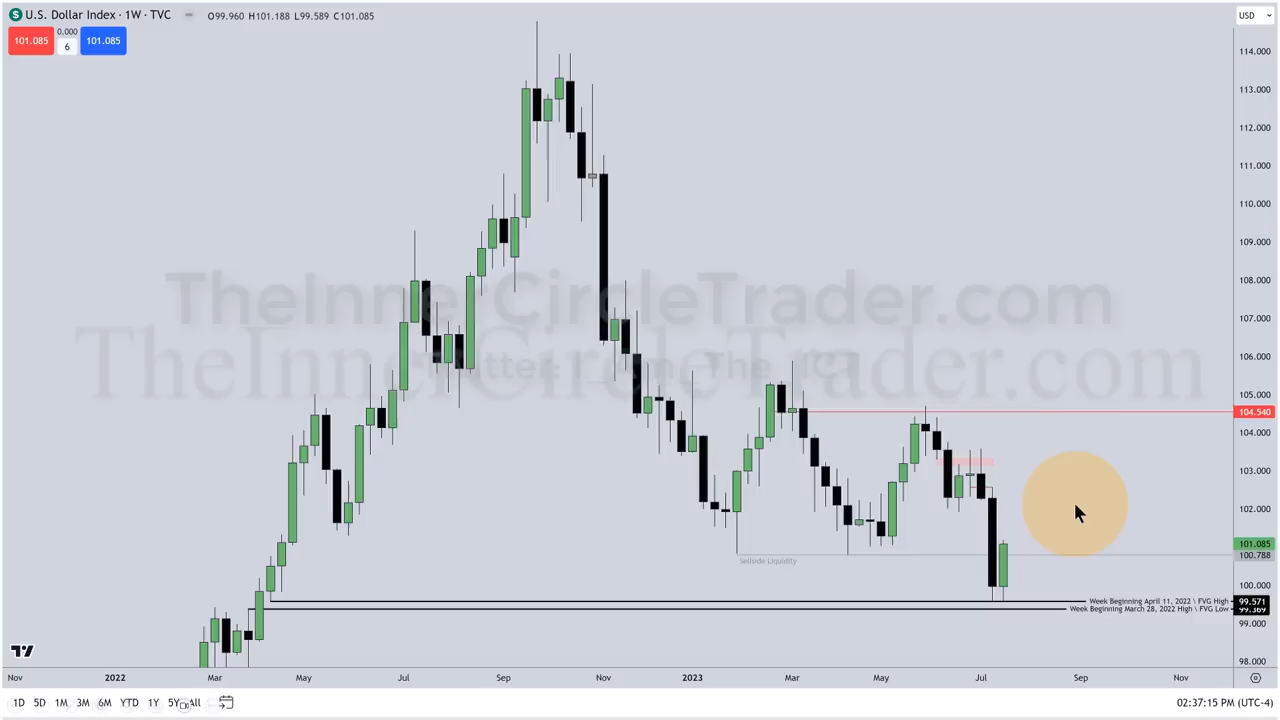 U.S. Dollar Index · 1W · TVC
O99.960 H101.188 L99.589 C101.085
USD
101.085
0.000
6
101.085
114.000
113.000
112.000
111.000
110.000
109.000
108.000
107.000
106.000
105.000
104.540
104.000
103.000
102.000
101.085
100.788
100.000
99.571
99.369
99.000
98.000
TheInnerCircleTrader.com
TheInnerCircleTrader.com
Sellside Liquidity
Week Beginning April 11, 2022 \ FVG High
Week Beginning March 28, 2022 High \ FVG Low
Nov
2022
Mar
May
Jul
Sep
Nov
2023
Mar
May
Jul
Sep
Nov
1D 5D 1M 3M 6M YTD 1Y 5Y All
02:37:15 PM (UTC-4)